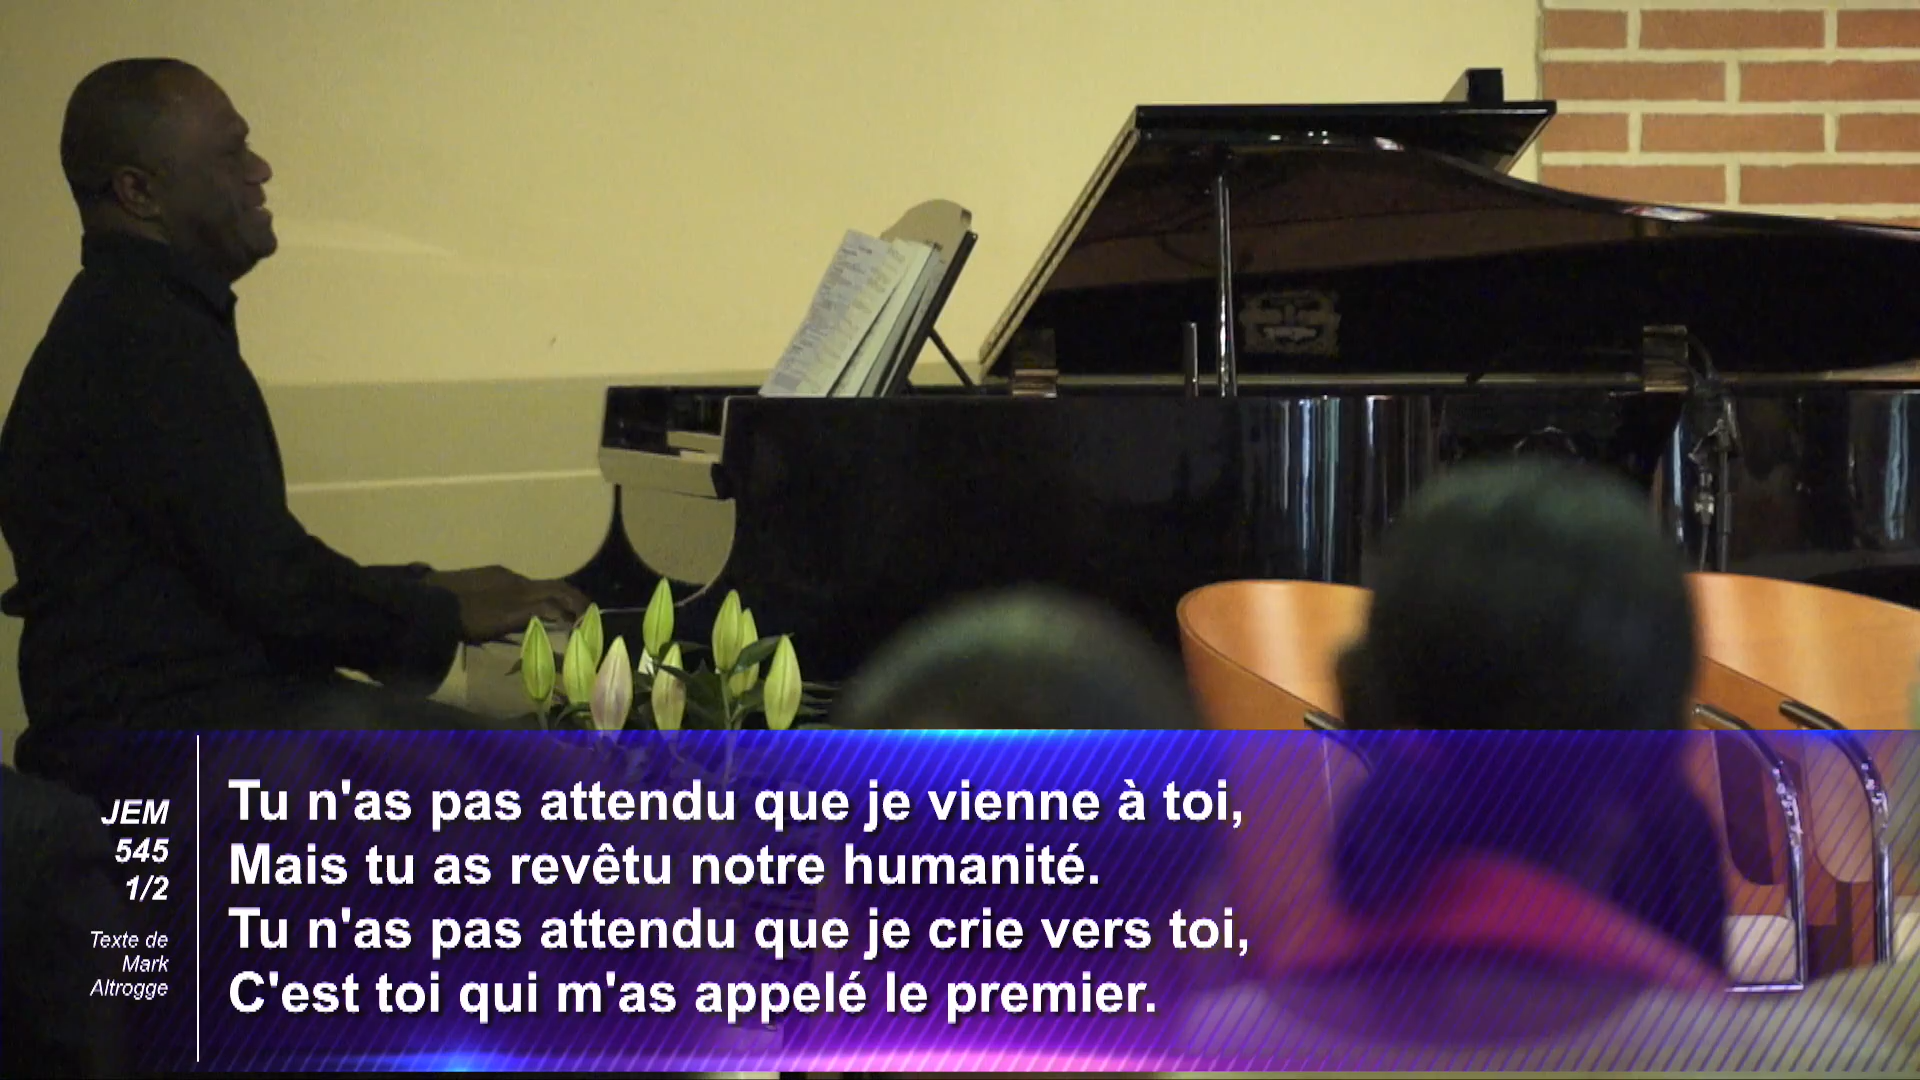 JEM
545
1/2
Texte de
Mark
Altrogge
Tu n'as pas attendu que je vienne à toi,
Mais tu as revêtu notre humanité.
Tu n'as pas attendu que je crie vers toi,
C'est toi qui m'as appelé le premier.